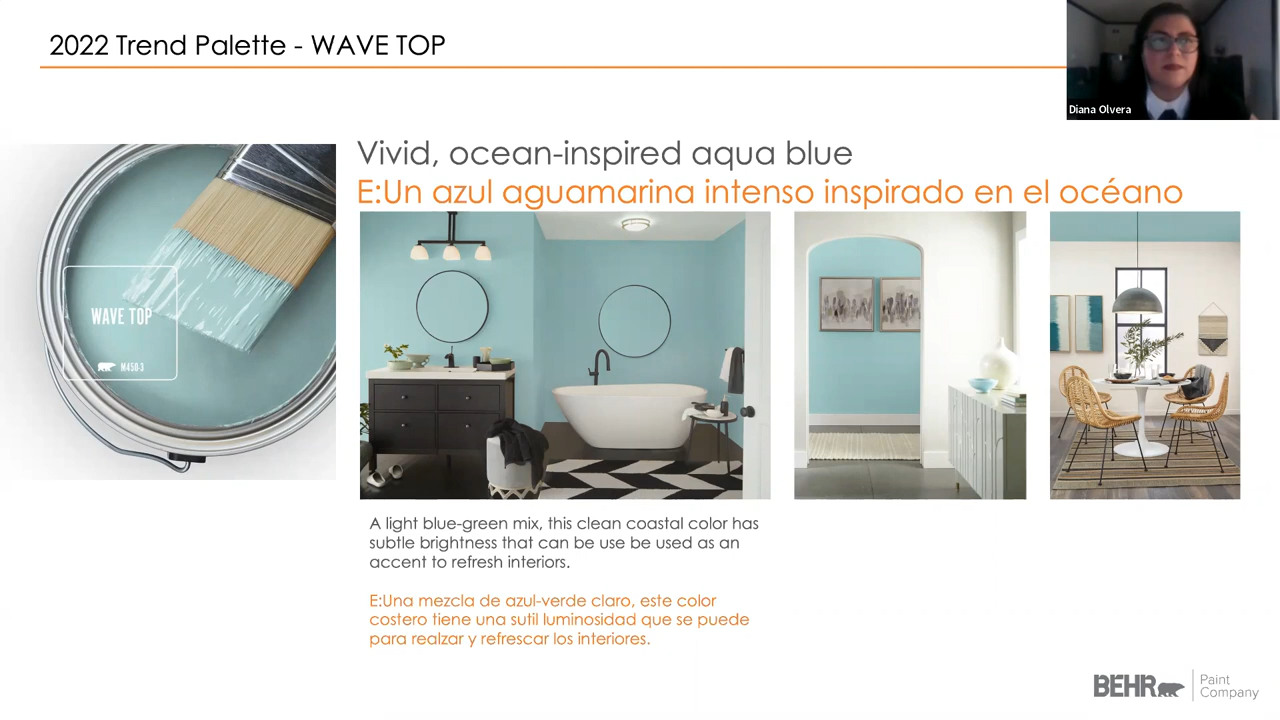 2022 Trend Palette - WAVE TOP
Diana Olvera
Vivid, ocean-inspired aqua blue
E:Un azul aguamarina intenso inspirado en el océano
WAVE TOP
M450-3
A light blue-green mix, this clean coastal color has
subtle brightness that can be use be used as an
accent to refresh interiors.
E:Una mezcla de azul-verde claro, este color
costero tiene una sutil luminosidad que se puede
para realzar y refrescar los interiores.
BEHR
Paint
Company